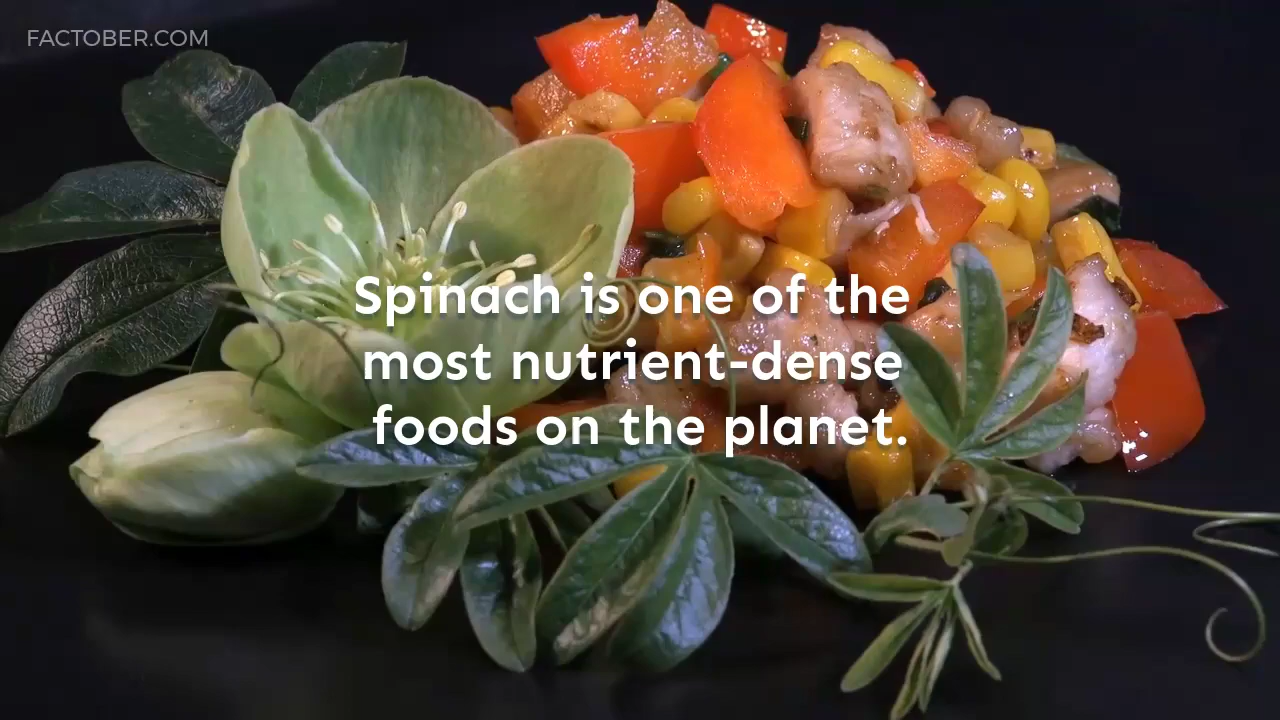 FACTOBER.COM
Spinach is one of the
most nutrient-dense
foods on the planet.